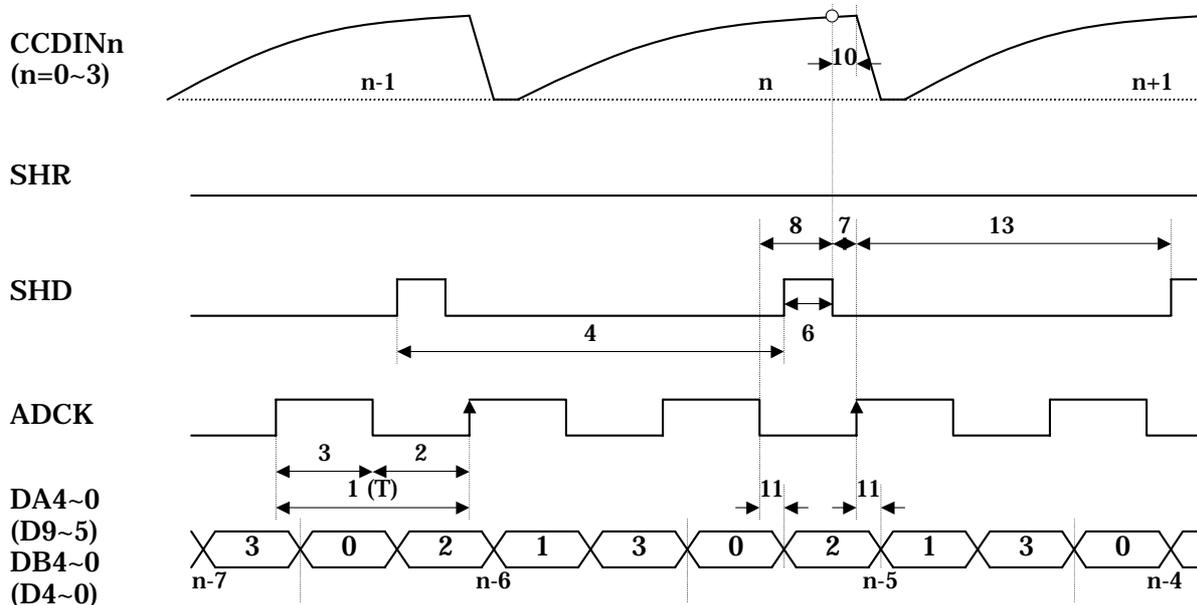 CCDINn
(n=0~3)
10
n-1
n
n+1
SHR
8
7
13
SHD
4
6
ADCK
3
2
1 (T)
11
11
DA4~0
(D9~5)
DB4~0
(D4~0)
3
0
2
1
3
0
2
1
3
0
n-7
n-6
n-5
n-4